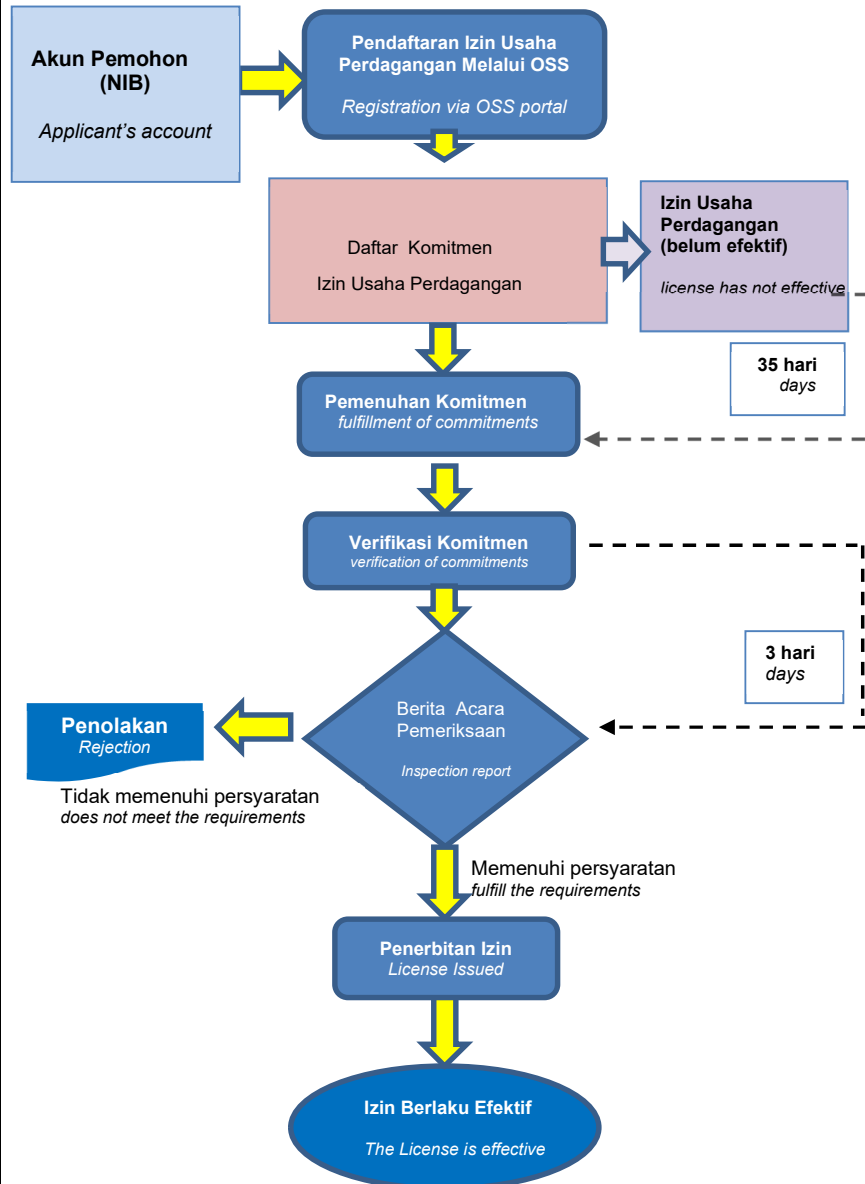 Akun Pemohon
(NIB)
Applicant's account
Pendaftaran Izin Usaha
Perdagangan Melalui OSS
Registration via OSS portal
Daftar Komitmen
Izin Usaha Perdagangan
Izin Usaha
Perdagangan
(belum efektif)
license has not effective
35 hari
days
Pemenuhan Komitmen
fulfillment of commitments
Verifikasi Komitmen
verification of commitments
3 hari
days
Berita Acara
Pemeriksaan
Inspection report
Penolakan
Rejection
Tidak memenuhi persyaratan
does not meet the requirements
Memenuhi persyaratan
fulfill the requirements
Penerbitan Izin
License Issued
Izin Berlaku Efektif
The License is effective